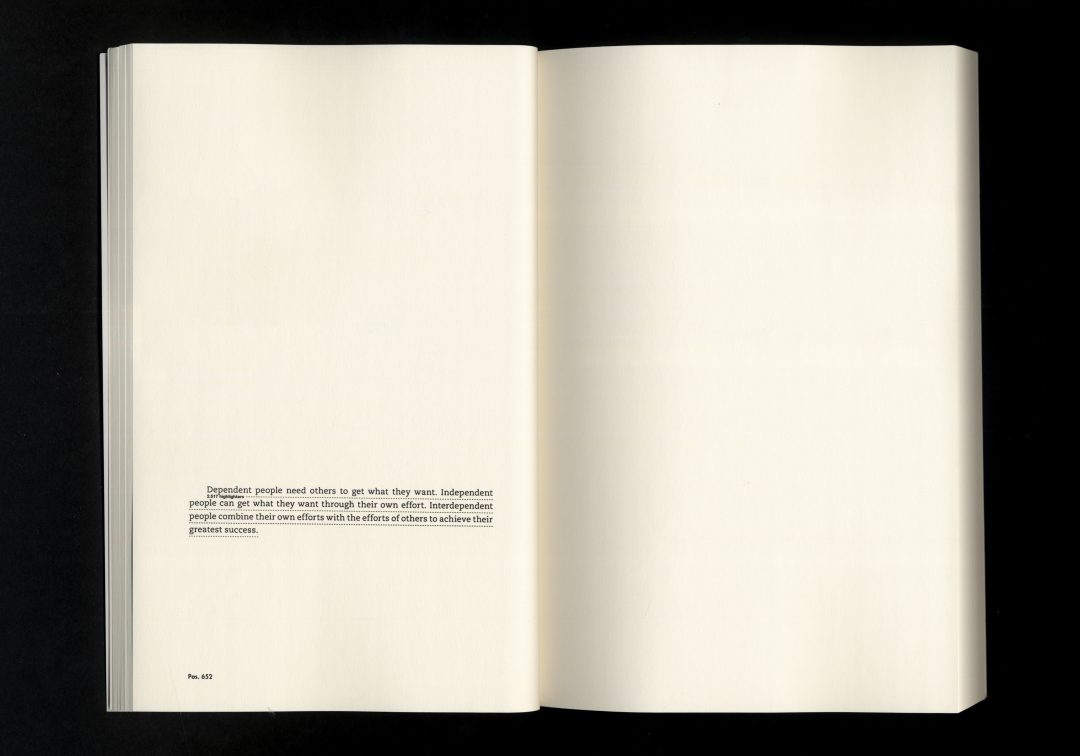 Dependent people need others to get what they want. Independent
2.517 highlighters
people can get what they want through their own effort. Interdependent
people combine their own efforts with the efforts of others to achieve their
greatest success.
Pos. 652